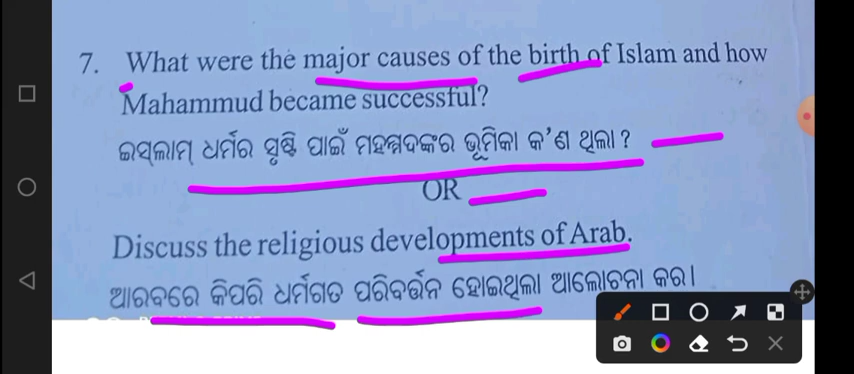 7. What were the major causes of the birth of Islam and how
Mahammud became successful?
ଇସ୍‌ଲାମ୍ ଧର୍ମର ସୃଷ୍ଟି ପାଇଁ ମହମ୍ମଦଙ୍କର ଭୂମିକା କ'ଣ ଥିଲା ?
OR
Discuss the religious developments of Arab.
ଆରବରେ କିପରି ଧର୍ମଗତ ପରିବର୍ତ୍ତନ ହୋଇଥିଲା ଆଲୋଚନା କର।